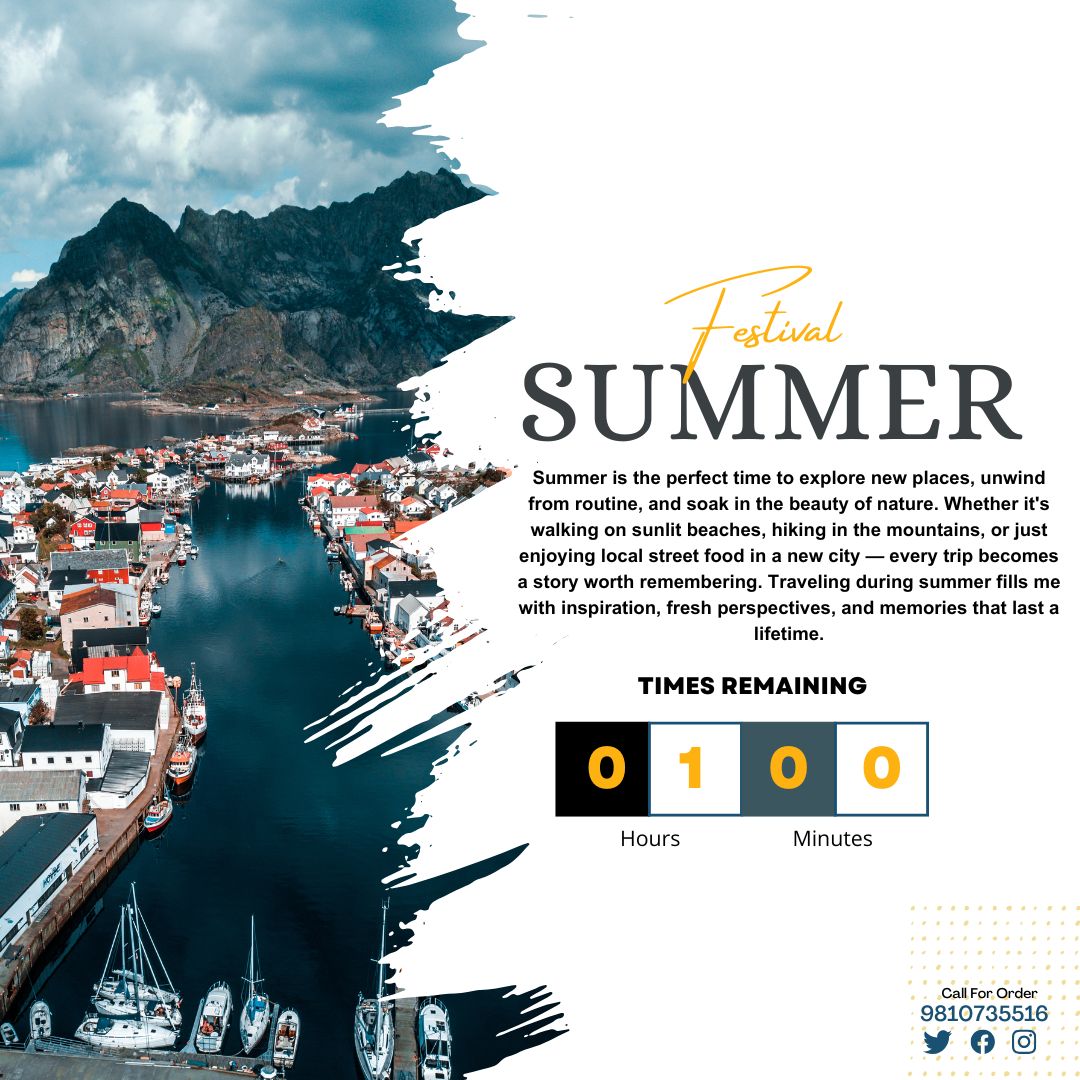 Festival
SUMMER
Summer is the perfect time to explore new places, unwind
from routine, and soak in the beauty of nature. Whether it's
walking on sunlit beaches, hiking in the mountains, or just
enjoying local street food in a new city — every trip becomes
a story worth remembering. Traveling during summer fills me
with inspiration, fresh perspectives, and memories that last a
lifetime.
TIMES REMAINING
0 1 0 0
Hours Minutes
Call For Order
9810735516